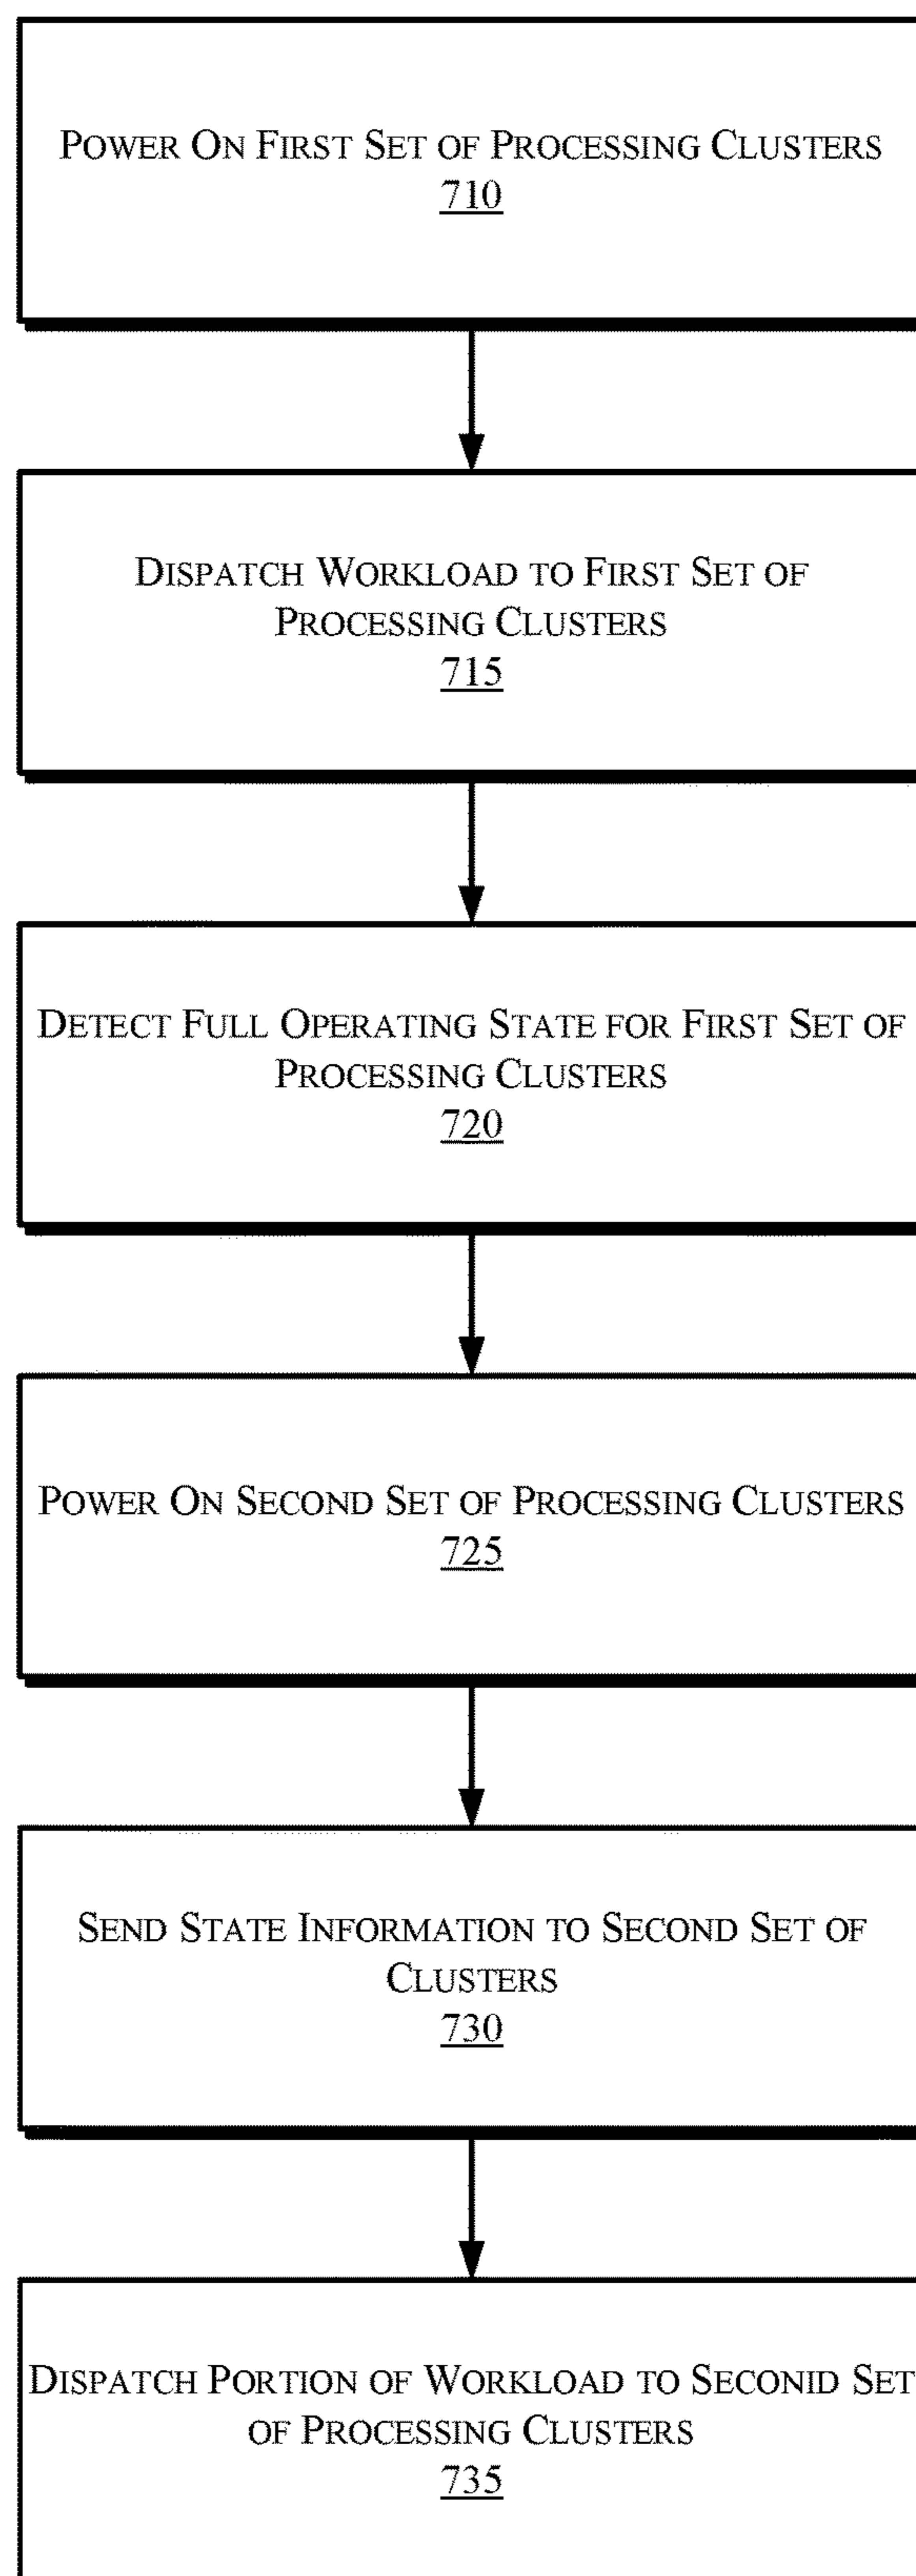 POWER ON FIRST SET OF PROCESSING CLUSTERS
710
DISPATCH WORKLOAD TO FIRST SET OF
PROCESSING CLUSTERS
715
DETECT FULL OPERATING STATE FOR FIRST SET OF
PROCESSING CLUSTERS
720
POWER ON SECOND SET OF PROCESSING CLUSTERS
725
SEND STATE INFORMATION TO SECOND SET OF
CLUSTERS
730
DISPATCH PORTION OF WORKLOAD TO SECONID SET
OF PROCESSING CLUSTERS
735